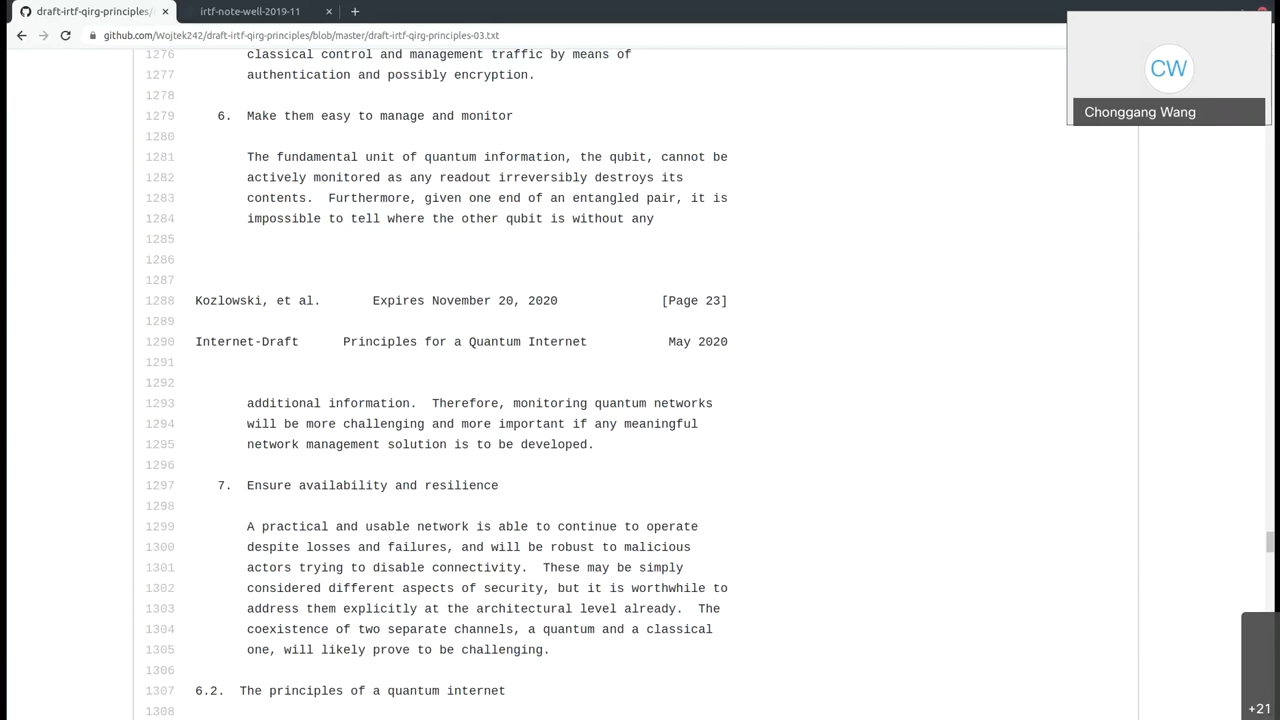 draft-irtf-qirg-principles/
irtf-note-well-2019-11
github.com/Wojtek242/draft-irtf-qirg-principles/blob/master/draft-irtf-qirg-principles-03.txt
CW
Chonggang Wang
1276 classical control and management traffic by means of
1277 authentication and possibly encryption.
1278
1279 6. Make them easy to manage and monitor
1280
1281 The fundamental unit of quantum information, the qubit, cannot be
1282 actively monitored as any readout irreversibly destroys its
1283 contents. Furthermore, given one end of an entangled pair, it is
1284 impossible to tell where the other qubit is without any
1285
1286
1287
1288 Kozlowski, et al. Expires November 20, 2020 [Page 23]
1289
1290 Internet-Draft Principles for a Quantum Internet May 2020
1291
1292
1293 additional information. Therefore, monitoring quantum networks
1294 will be more challenging and more important if any meaningful
1295 network management solution is to be developed.
1296
1297 7. Ensure availability and resilience
1298
1299 A practical and usable network is able to continue to operate
1300 despite losses and failures, and will be robust to malicious
1301 actors trying to disable connectivity. These may be simply
1302 considered different aspects of security, but it is worthwhile to
1303 address them explicitly at the architectural level already. The
1304 coexistence of two separate channels, a quantum and a classical
1305 one, will likely prove to be challenging.
1306
1307 6.2. The principles of a quantum internet
1308
+21